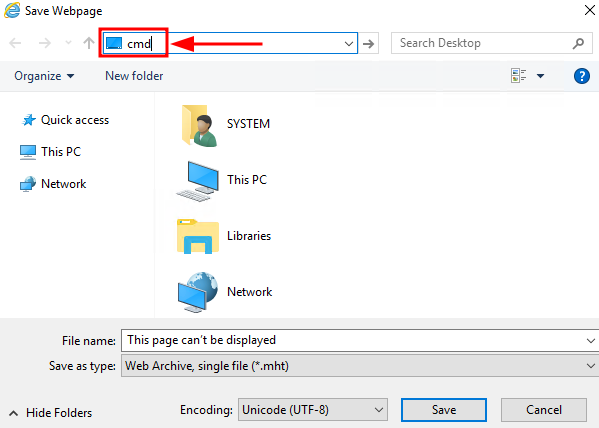 Save Webpage
cmd
Search Desktop
Organize
New folder
?
Quick access
This PC
Network
SYSTEM
This PC
Libraries
Network
File name: This page can't be displayed
Save as type: Web Archive, single file (*.mht)
Hide Folders
Encoding: Unicode (UTF-8)
Save
Cancel